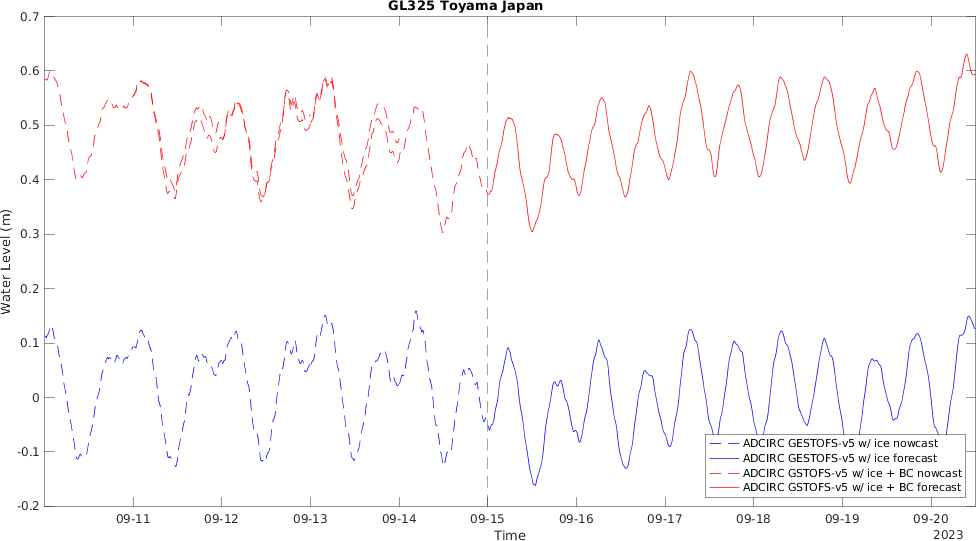 GL325 Toyama Japan
0.7
0.6
0.5
0.4
0.3
0.2
0.1
0
-0.1
-0.2
Water Level (m)
ADCIRC GESTOFS-v5 w/ ice nowcast
ADCIRC GESTOFS-v5 w/ ice forecast
ADCIRC GSTOFS-v5 w/ ice + BC nowcast
ADCIRC GSTOFS-v5 w/ ice + BC forecast
09-11 09-12 09-13 09-14 09-15 09-16 09-17 09-18 09-19 09-20
Time
2023